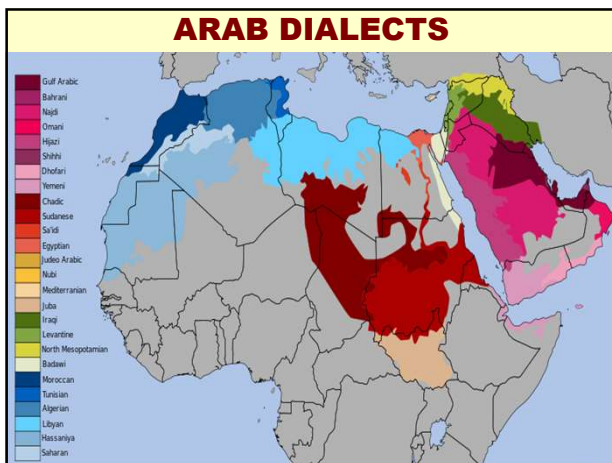 ARAB DIALECTS
Gulf Arabic
Bahrani
Najdi
Omani
Hijazi
Shihhi
Dhofari
Yemeni
Chadic
Sudanese
Sa'idi
Egyptian
Judeo Arabic
Nubi
Mediterranean
Juba
Iraqi
Levantine
North Mesopotamian
Badawi
Moroccan
Tunisian
Algerian
Libyan
Hassaniya
Saharan